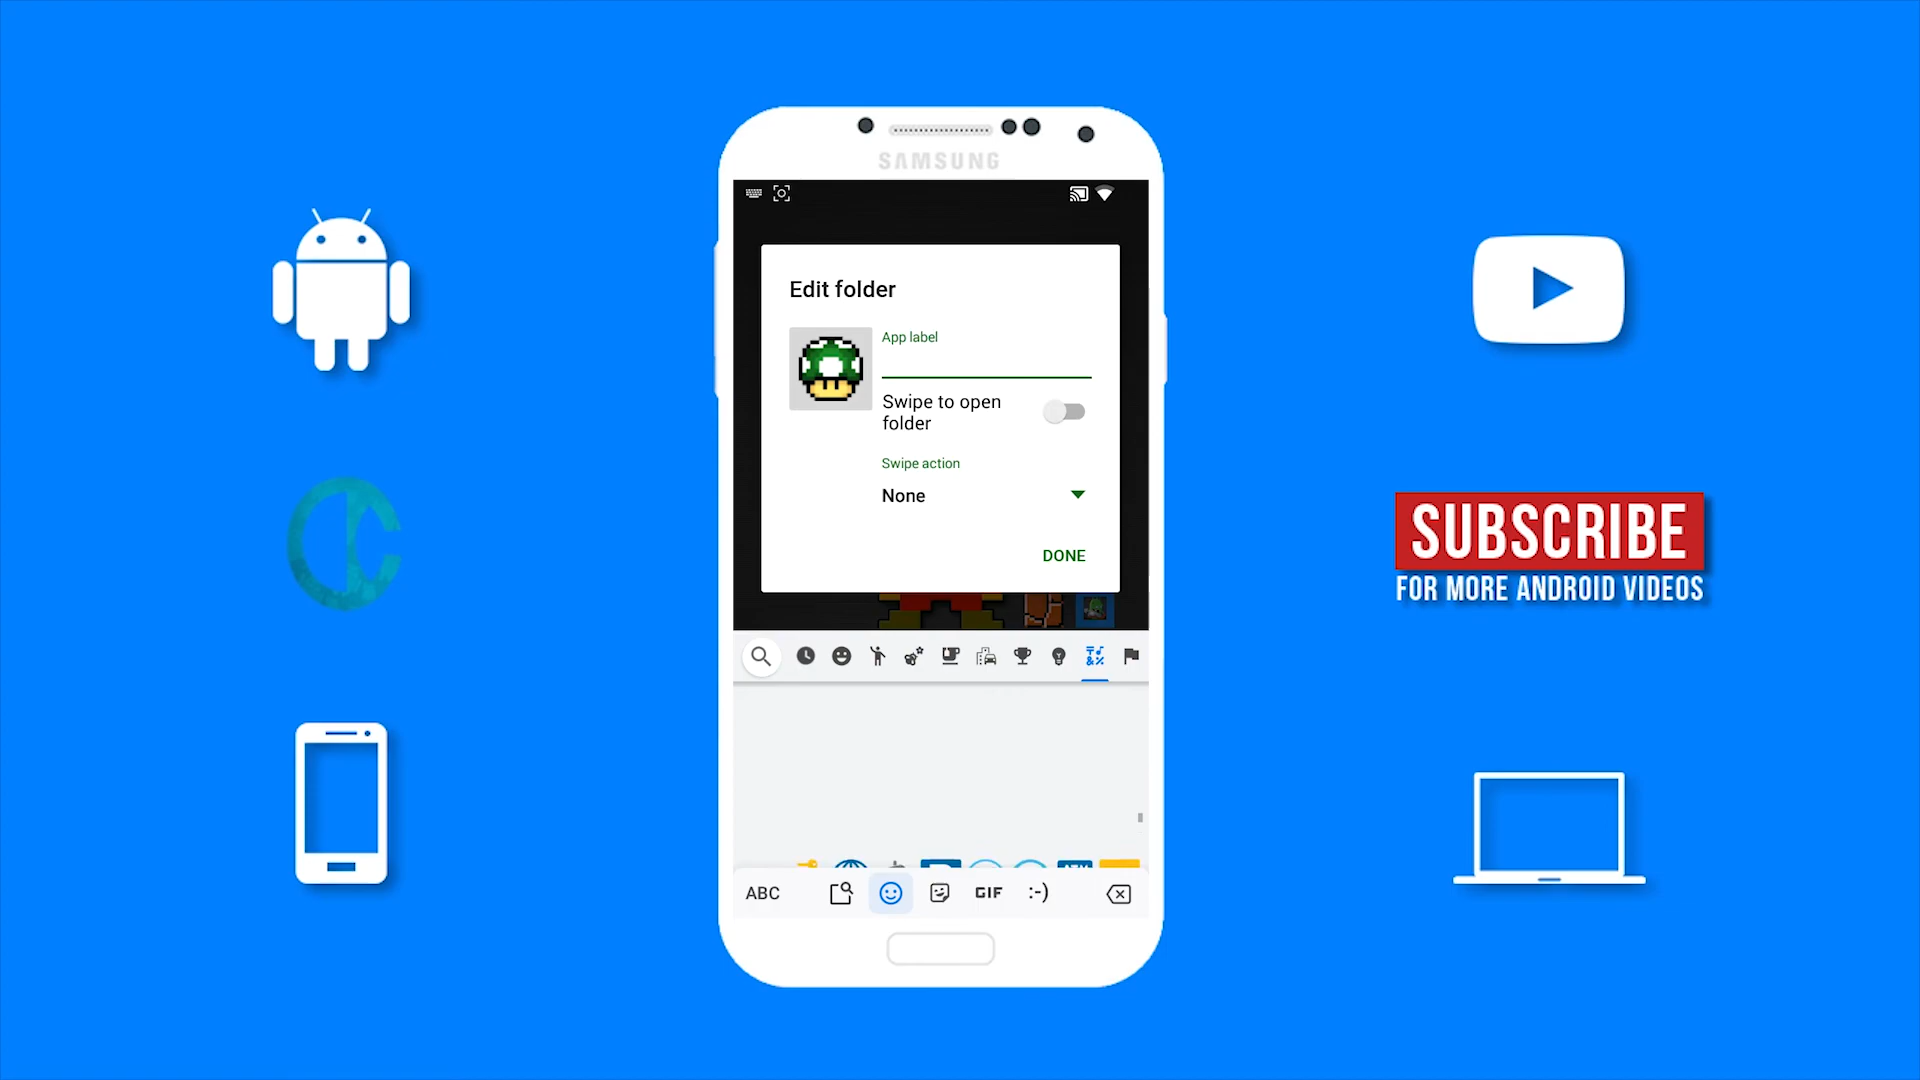 SAMSUNG
Edit folder
App label
Swipe to open
folder
Swipe action
None
DONE
SUBSCRIBE
FOR MORE ANDROID VIDEOS
ABC
GIF
:-)